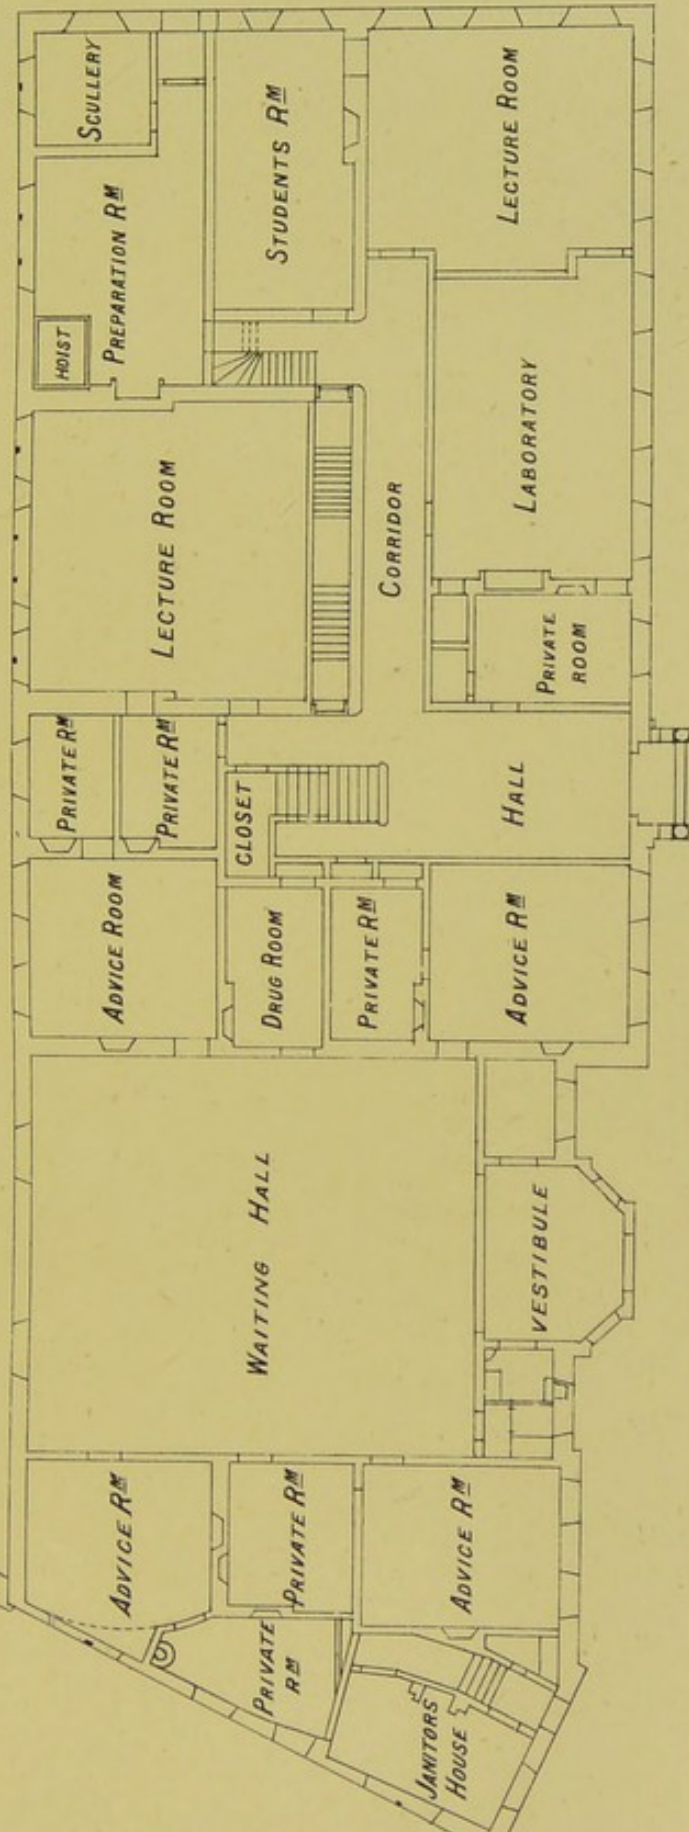 SCULLERY
PREPARATION RM
HOIST
STUDENTS RM
LECTURE ROOM
LECTURE ROOM
CORRIDOR
LABORATORY
PRIVATE
ROOM
PRIVATE RM
PRIVATE RM
CLOSET
HALL
ADVICE ROOM
DRUG ROOM
PRIVATE RM
ADVICE RM
WAITING HALL
VESTIBULE
ADVICE RM
PRIVATE RM
ADVICE RM
PRIVATE
RM
JANITORS
HOUSE